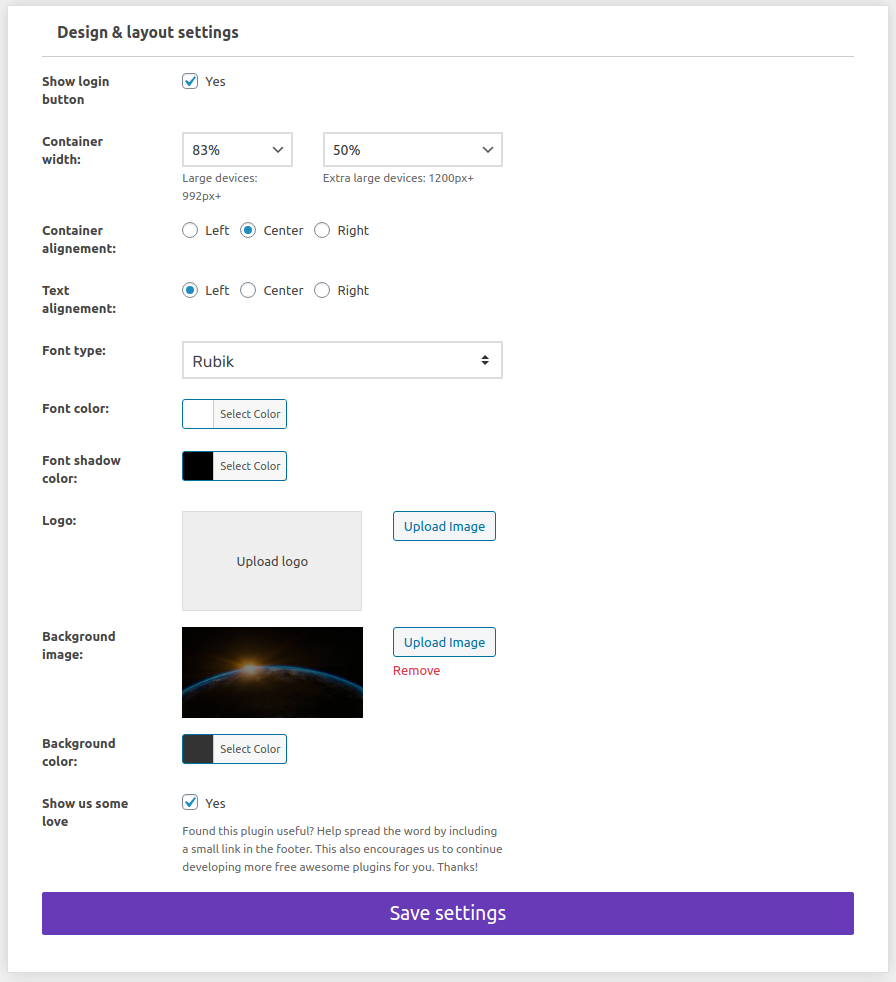 Design & layout settings
Show login
button
Yes
Container
width:
83%
50%
Large devices:
992px+
Extra large devices: 1200px+
Container
alignement:
Left
Center
Right
Text
alignement:
Left
Center
Right
Font type:
Rubik
Font color:
Select Color
Font shadow
color:
Select Color
Logo:
Upload logo
Upload Image
Background
image:
Upload Image
Remove
Background
color:
Select Color
Show us some
love
Yes
Found this plugin useful? Help spread the word by including
a small link in the footer. This also encourages us to continue
developing more free awesome plugins for you. Thanks!
Save settings